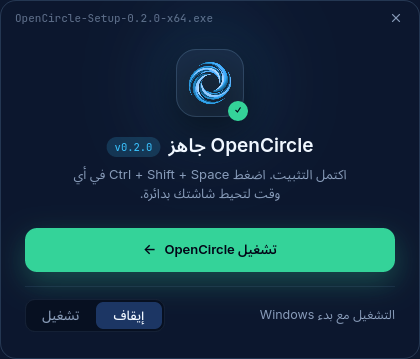 OpenCircle-Setup-0.2.0-x64.exe
OpenCircle جاهز v0.2.0
اكتمل التثبيت. اضغط Ctrl + Shift + Space في أي
وقت لتحيط شاشتك بدائرة.
تشغيل OpenCircle ←
التشغيل مع بدء Windows
إيقاف تشغيل